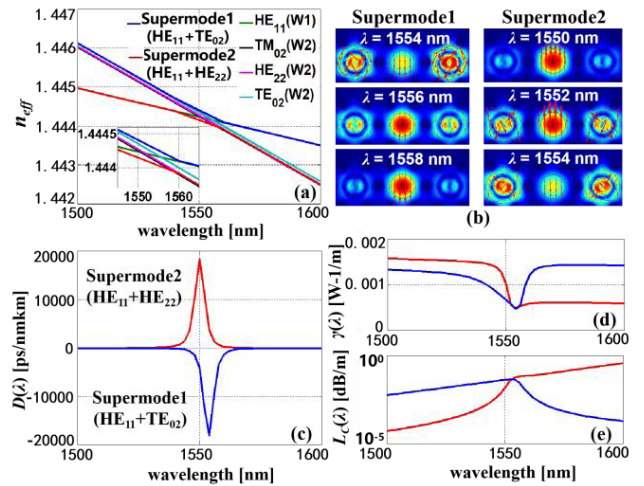 1.447
1.446
1.445
1.444
1.443
1.442
n_eff
Supermode1
(HE₁₁+TE₀₂)
Supermode2
(HE₁₁+HE₂₂)
HE₁₁(W1)
TM₀₂(W2)
HE₂₂(W2)
TE₀₂(W2)
1.4445
1.444
1550 1560
(a)
1500 1550 1600
wavelength [nm]
Supermode1 Supermode2
λ = 1554 nm λ = 1550 nm
λ = 1556 nm λ = 1552 nm
λ = 1558 nm λ = 1554 nm
(b)
20000
10000
0
-10000
-20000
D(λ) [ps/nmkm]
Supermode2
(HE₁₁+HE₂₂)
Supermode1
(HE₁₁+TE₀₂)
(c)
1500 1550 1600
wavelength [nm]
0.002
0.001
0
γ(λ) [W-1/m]
(d)
1500 1550 1600
10⁰
10⁻⁵
L_C(λ) [dB/m]
(e)
1500 1550 1600
wavelength [nm]